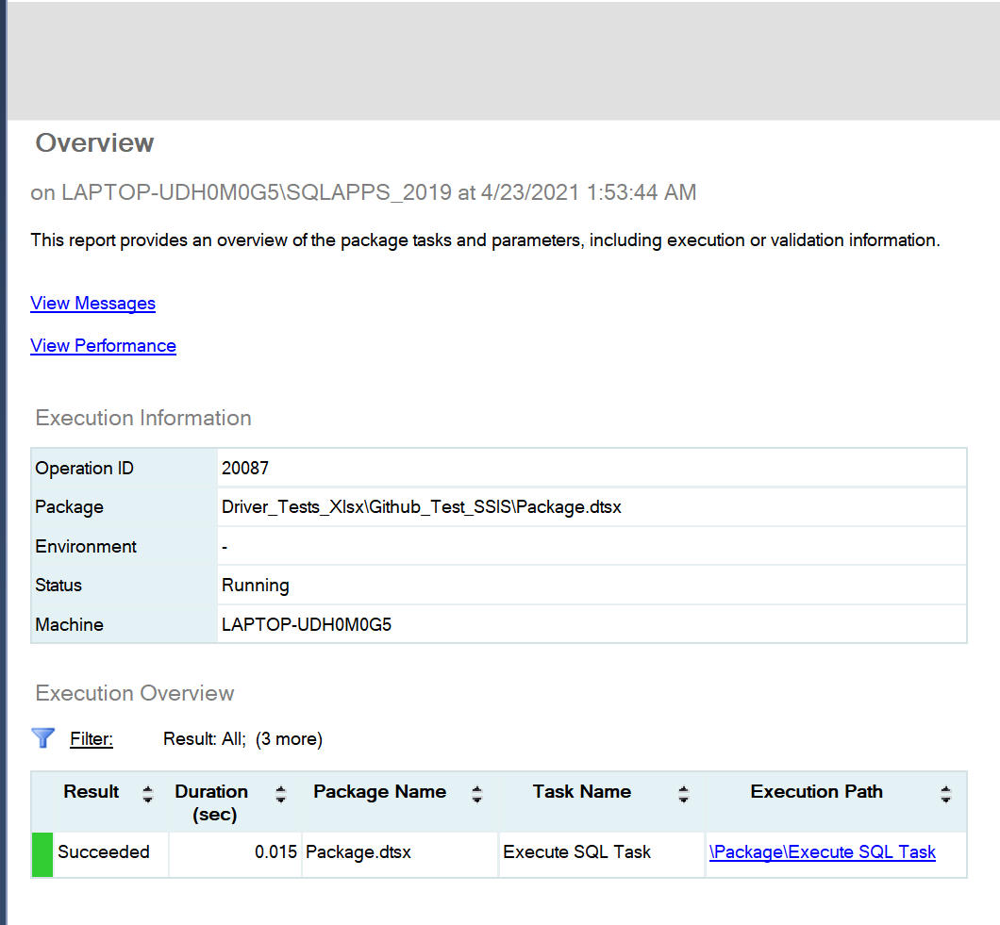 Overview
on LAPTOP-UDH0M0G5\SQLAPPS_2019 at 4/23/2021 1:53:44 AM
This report provides an overview of the package tasks and parameters, including execution or validation information.
View Messages
View Performance
Execution Information
Operation ID 20087
Package Driver_Tests_Xlsx\Github_Test_SSIS\Package.dtsx
Environment -
Status Running
Machine LAPTOP-UDH0M0G5
Execution Overview
Filter: Result: All; (3 more)
Result Duration (sec) Package Name Task Name Execution Path
Succeeded 0.015 Package.dtsx Execute SQL Task \Package\Execute SQL Task